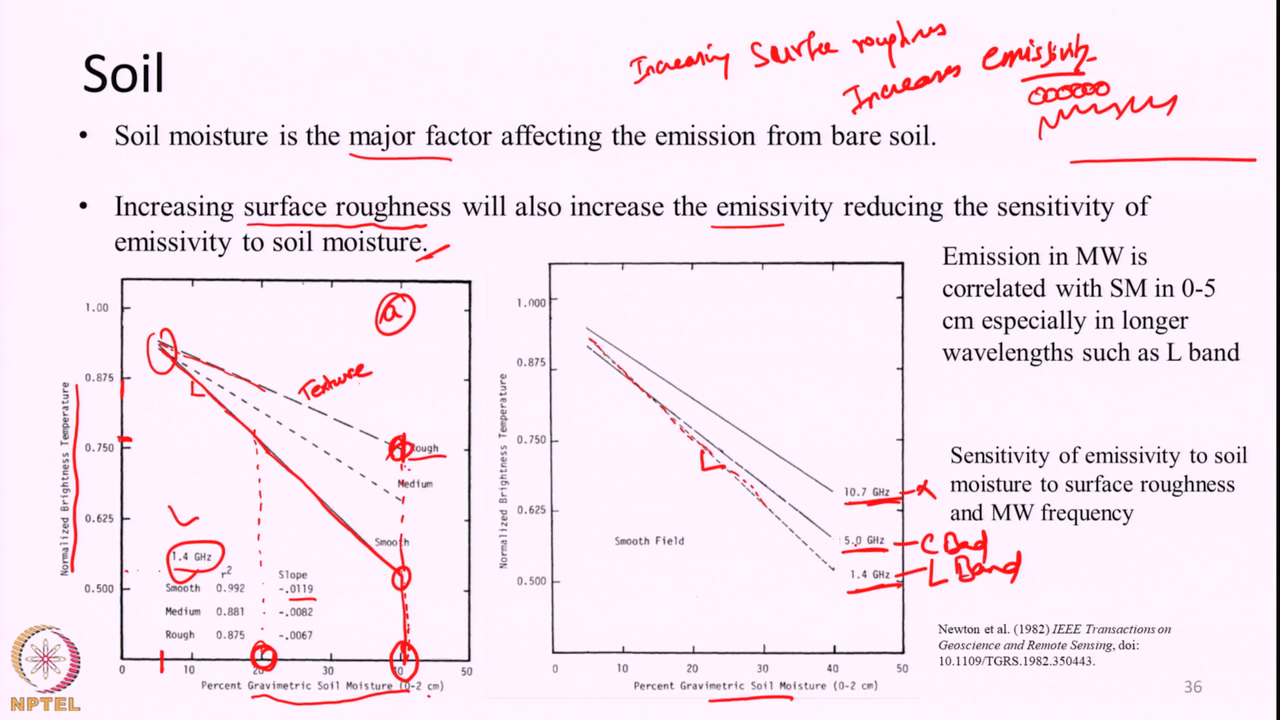 Soil
Increasing Surface roughness
Increases emissivity
• Soil moisture is the major factor affecting the emission from bare soil.
• Increasing surface roughness will also increase the emissivity reducing the sensitivity of
emissivity to soil moisture.
a
1.00
0.875
0.750
0.625
0.500
Normalized Brightness Temperature
Texture
L
Rough
Medium
Smooth
1.4 GHz
r2 Slope
Smooth 0.992 -.0119
Medium 0.881 -.0082
Rough 0.875 -.0067
0 10 20 30 40 50
Percent Gravimetric Soil Moisture (0-2 cm)
1.000
0.875
0.750
0.625
0.500
Normalized Brightness Temperature
L
10.7 GHz - X
5.0 GHz - C Band
1.4 GHz - L Band
Smooth Field
0 10 20 30 40 50
Percent Gravimetric Soil Moisture (0-2 cm)
Emission in MW is
correlated with SM in 0-5
cm especially in longer
wavelengths such as L band
Sensitivity of emissivity to soil
moisture to surface roughness
and MW frequency
Newton et al. (1982) IEEE Transactions on
Geoscience and Remote Sensing, doi:
10.1109/TGRS.1982.350443.
NPTEL
36